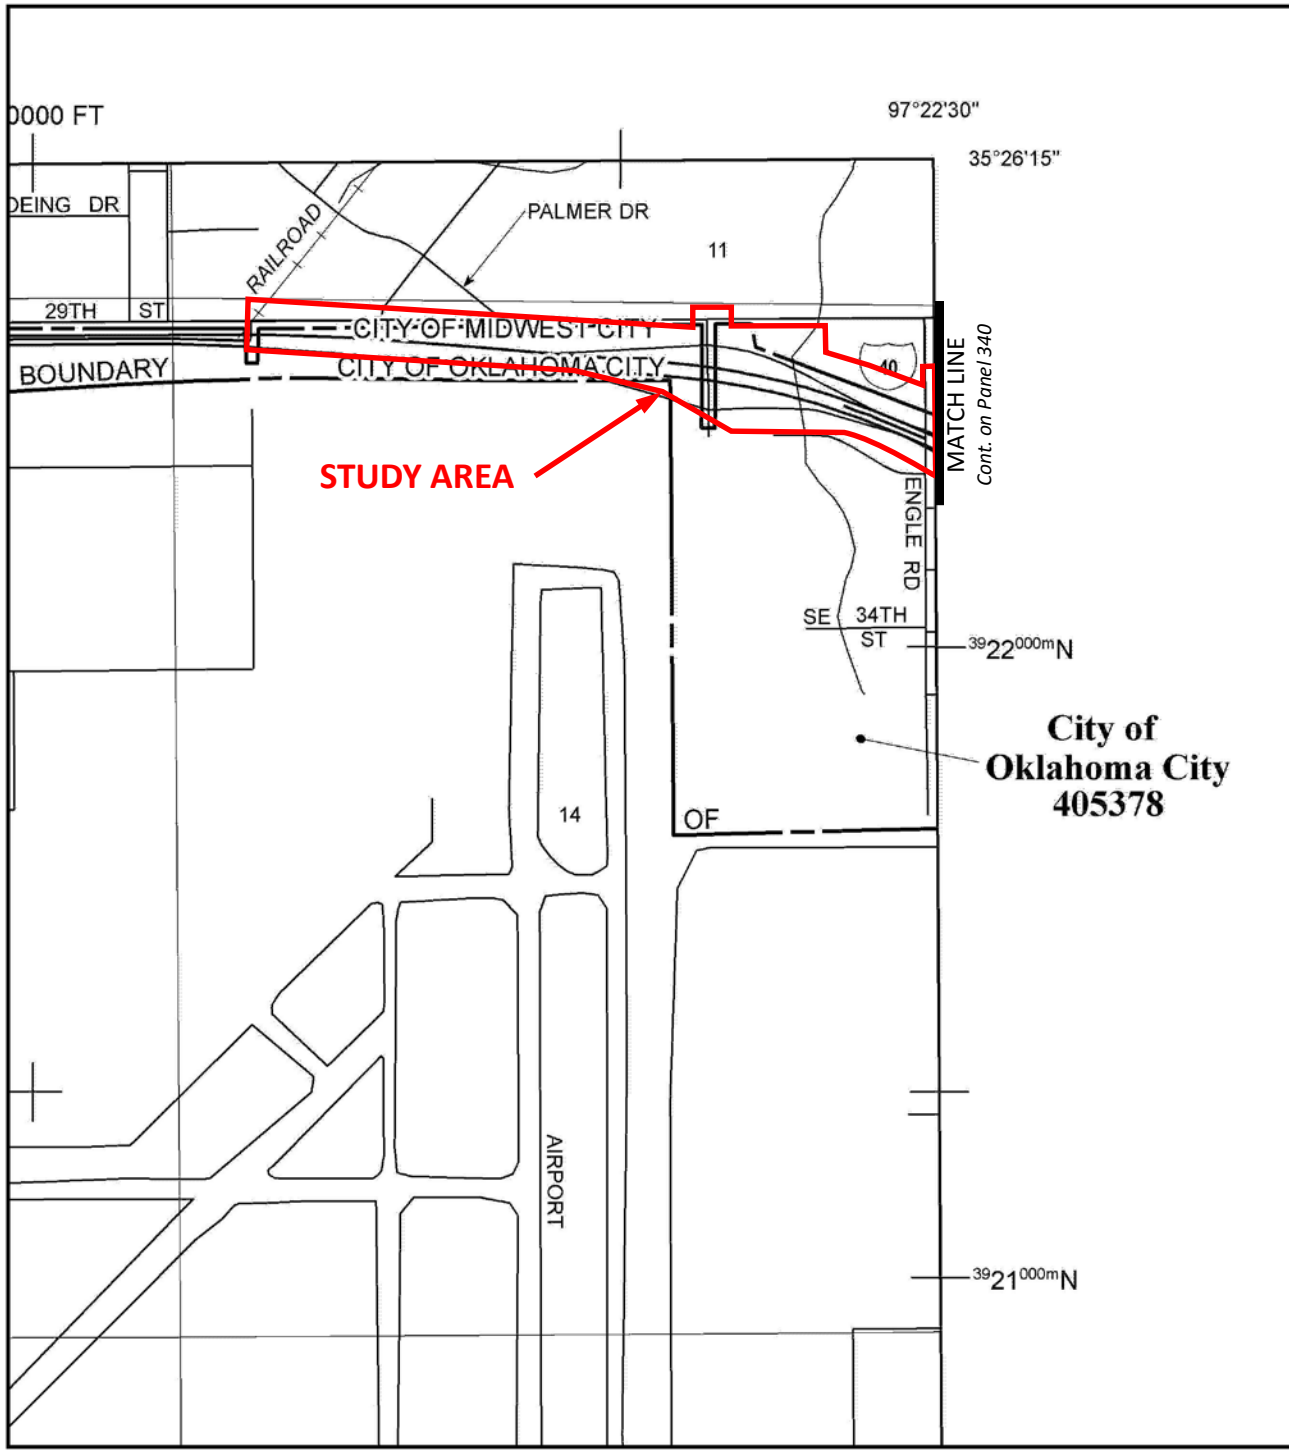 0000 FT
97°22'30"
35°26'15"
OEING DR
RAILROAD
PALMER DR
11
29TH ST
CITY OF MIDWEST CITY
BOUNDARY
CITY OF OKLAHOMA CITY
40
MATCH LINE
Cont. on Panel 340
STUDY AREA
ENGLE RD
SE 34TH
ST
3922000mN
City of
Oklahoma City
405378
14
OF
AIRPORT
3921000mN